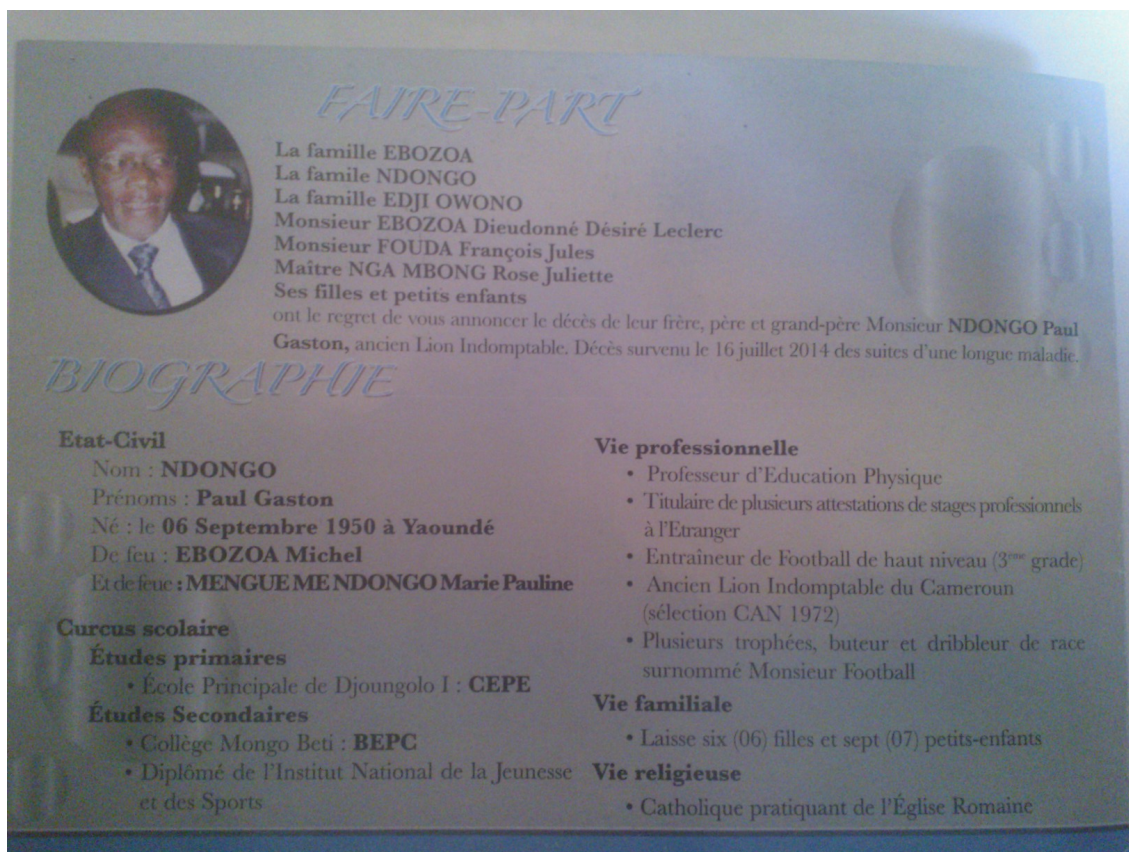 FAIRE-PART
La famille EBOZOA
La famile NDONGO
La famille EDJI OWONO
Monsieur EBOZOA Dieudonné Désiré Leclerc
Monsieur FOUDA François Jules
Maître NGA MBONG Rose Juliette
Ses filles et petits enfants
ont le regret de vous annoncer le décès de leur frère, père et grand-père Monsieur NDONGO Paul
Gaston, ancien Lion Indomptable. Décès survenu le 16 juillet 2014 des suites d'une longue maladie.
BIOGRAPHIE
Etat-Civil
Nom : NDONGO
Prénoms : Paul Gaston
Né : le 06 Septembre 1950 à Yaoundé
De feu : EBOZOA Michel
Et de feue : MENGUE ME NDONGO Marie Pauline
Curcus scolaire
Études primaires
• École Principale de Djoungolo I : CEPE
Études Secondaires
• Collège Mongo Beti : BEPC
• Diplômé de l'Institut National de la Jeunesse
et des Sports
Vie professionnelle
• Professeur d'Education Physique
• Titulaire de plusieurs attestations de stages professionnels
à l'Etranger
• Entraîneur de Football de haut niveau (3ème grade)
• Ancien Lion Indomptable du Cameroun
(sélection CAN 1972)
• Plusieurs trophées, buteur et dribbleur de race
surnommé Monsieur Football
Vie familiale
• Laisse six (06) filles et sept (07) petits-enfants
Vie religieuse
• Catholique pratiquant de l'Église Romaine